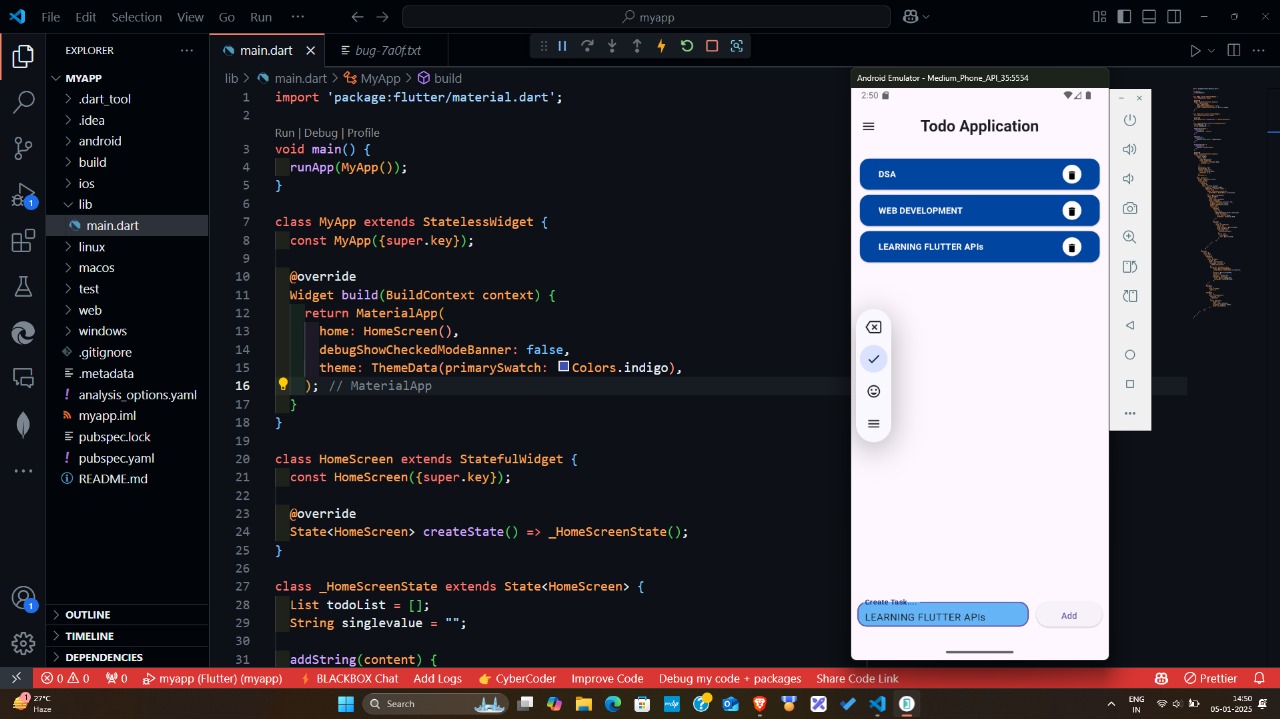 File Edit Selection View Go Run ··· myapp
EXPLORER
MYAPP
.dart_tool
.idea
android
build
ios
lib
main.dart
linux
macos
test
web
windows
.gitignore
.metadata
analysis_options.yaml
myapp.iml
pubspec.lock
pubspec.yaml
README.md
OUTLINE
TIMELINE
DEPENDENCIES
1
1
main.dart bug-7a0f.txt
lib > main.dart > MyApp > build
1 import 'package:flutter/material.dart';
2
Run | Debug | Profile
3 void main() {
4 runApp(MyApp());
5 }
6
7 class MyApp extends StatelessWidget {
8 const MyApp({super.key});
9
10 @override
11 Widget build(BuildContext context) {
12 return MaterialApp(
13 home: HomeScreen(),
14 debugShowCheckedModeBanner: false,
15 theme: ThemeData(primarySwatch: Colors.indigo),
16 ); // MaterialApp
17 }
18 }
19
20 class HomeScreen extends StatefulWidget {
21 const HomeScreen({super.key});
22
23 @override
24 State<HomeScreen> createState() => _HomeScreenState();
25 }
26
27 class _HomeScreenState extends State<HomeScreen> {
28 List todoList = [];
29 String singlevalue = "";
30
31 addString(content) {
Android Emulator - Medium_Phone_API_35:5554
2:50
Todo Application
DSA
WEB DEVELOPMENT
LEARNING FLUTTER APIs
Create Task....
LEARNING FLUTTER APIs Add
0 0 0 myapp (Flutter) (myapp) BLACKBOX Chat Add Logs CyberCoder Improve Code Debug my code + packages Share Code Link Prettier
27°C
Haze
Search
ENG
IN
14:50
05-01-2025